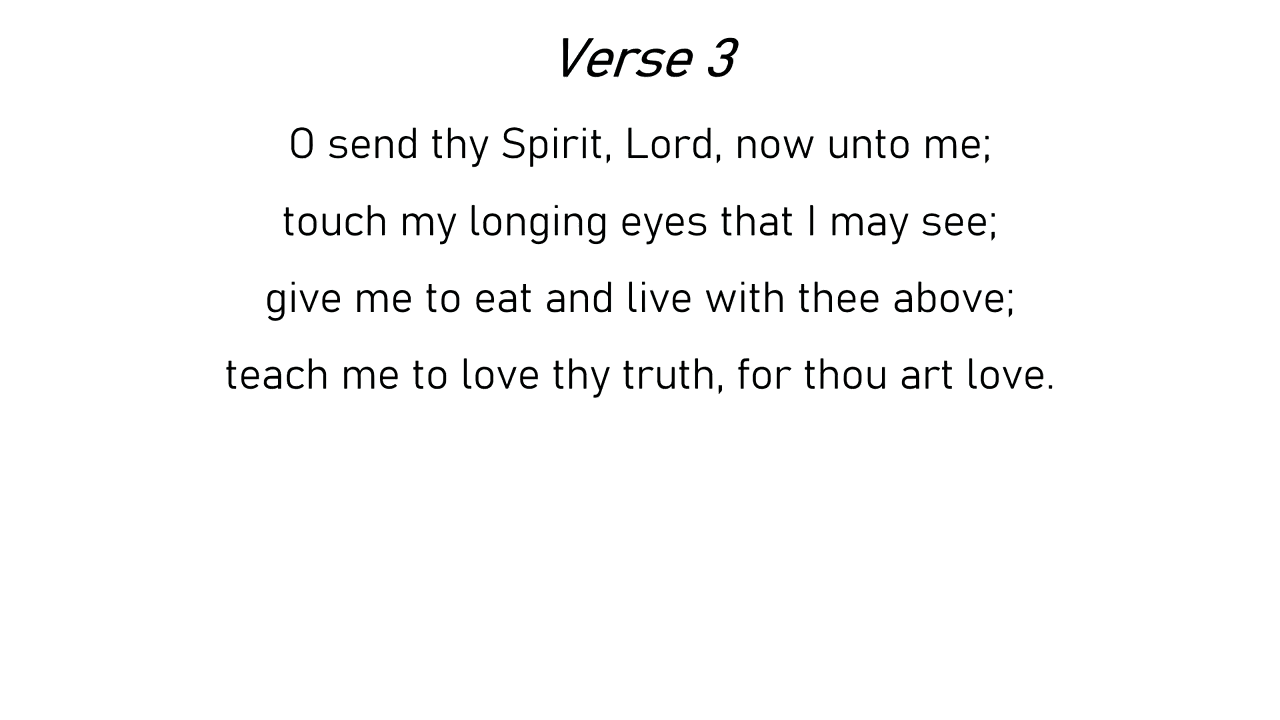 Verse 3
O send thy Spirit, Lord, now unto me;
touch my longing eyes that I may see;
give me to eat and live with thee above;
teach me to love thy truth, for thou art love.